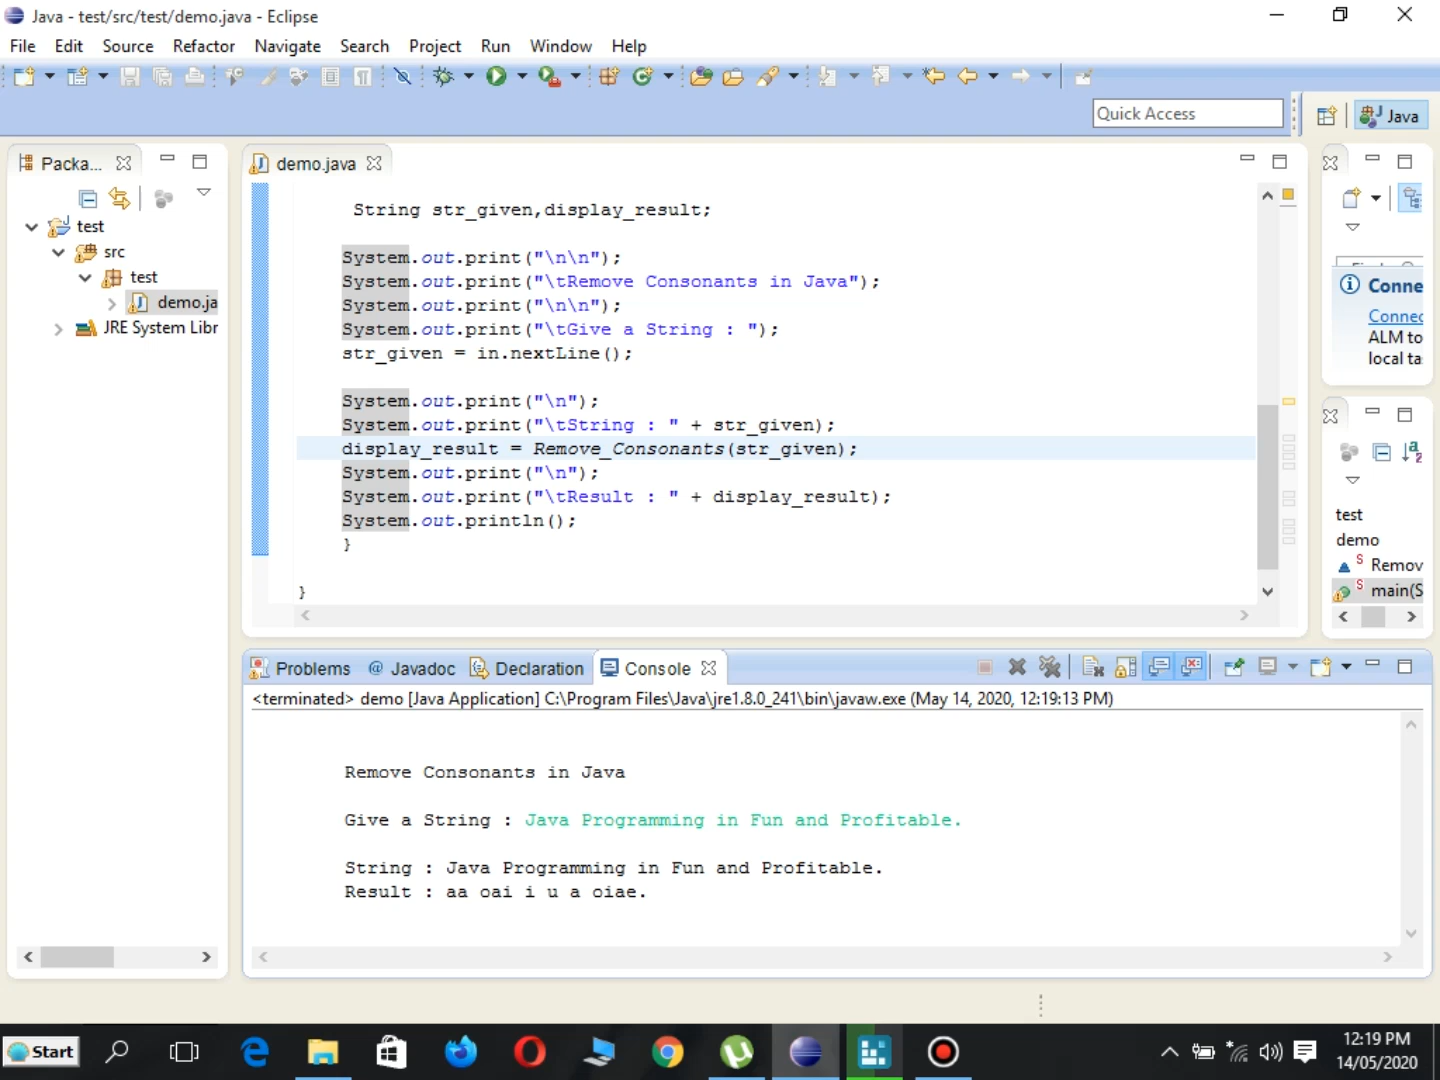 Java - test/src/test/demo.java - Eclipse
File Edit Source Refactor Navigate Search Project Run Window Help
Quick Access
Java
Packa...
test
src
test
demo.ja
JRE System Libr
demo.java
String str_given,display_result;
System.out.print("\n\n");
System.out.print("\tRemove Consonants in Java");
System.out.print("\n\n");
System.out.print("\tGive a String : ");
str_given = in.nextLine();
System.out.print("\n");
System.out.print("\tString : " + str_given);
display_result = Remove_Consonants(str_given);
System.out.print("\n");
System.out.print("\tResult : " + display_result);
System.out.println();
}
}
Conne
Connec
ALM to
local ta
test
demo
S Remov
S main(S
Problems @ Javadoc Declaration Console
<terminated> demo [Java Application] C:\Program Files\Java\jre1.8.0_241\bin\javaw.exe (May 14, 2020, 12:19:13 PM)
Remove Consonants in Java
Give a String : Java Programming in Fun and Profitable.
String : Java Programming in Fun and Profitable.
Result : aa oai i u a oiae.
Start
12:19 PM
14/05/2020